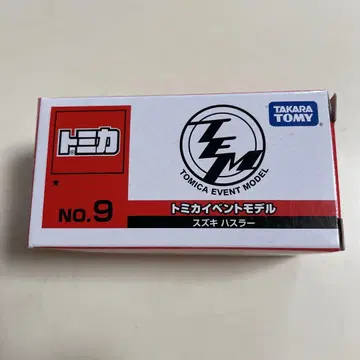 トミカ
TEM
TOMICA EVENT MODEL
TAKARA
TOMY
NO.9
トミカイベントモデル
スズキ ハスラー